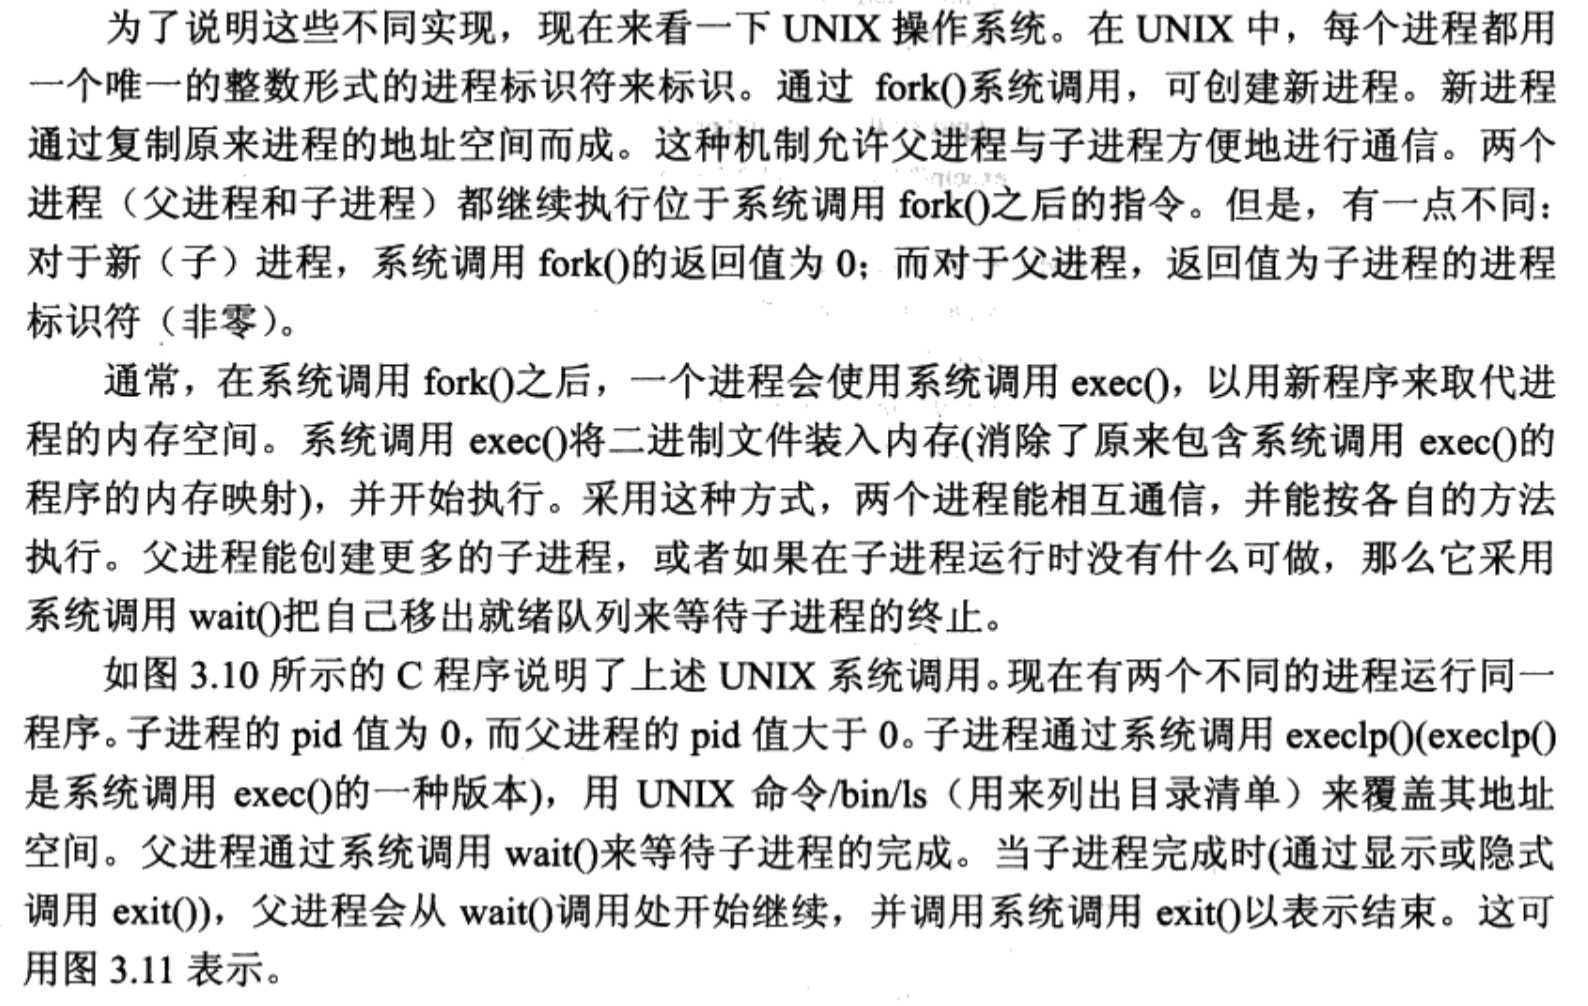 为了说明这些不同实现，现在来看一下 UNIX 操作系统。在 UNIX 中，每个进程都用
一个唯一的整数形式的进程标识符来标识。通过 fork()系统调用，可创建新进程。新进程
通过复制原来进程的地址空间而成。这种机制允许父进程与子进程方便地进行通信。两个
进程（父进程和子进程）都继续执行位于系统调用 fork()之后的指令。但是，有一点不同：
对于新（子）进程，系统调用 fork()的返回值为 0；而对于父进程，返回值为子进程的进程
标识符（非零）。
通常，在系统调用 fork()之后，一个进程会使用系统调用 exec()，以用新程序来取代进
程的内存空间。系统调用 exec()将二进制文件装入内存(消除了原来包含系统调用 exec()的
程序的内存映射)，并开始执行。采用这种方式，两个进程能相互通信，并能按各自的方法
执行。父进程能创建更多的子进程，或者如果在子进程运行时没有什么可做，那么它采用
系统调用 wait()把自己移出就绪队列来等待子进程的终止。
如图 3.10 所示的 C 程序说明了上述 UNIX 系统调用。现在有两个不同的进程运行同一
程序。子进程的 pid 值为 0，而父进程的 pid 值大于 0。子进程通过系统调用 execlp()(execlp()
是系统调用 exec()的一种版本)，用 UNIX 命令/bin/ls（用来列出目录清单）来覆盖其地址
空间。父进程通过系统调用 wait()来等待子进程的完成。当子进程完成时(通过显示或隐式
调用 exit())，父进程会从 wait()调用处开始继续，并调用系统调用 exit()以表示结束。这可
用图 3.11 表示。